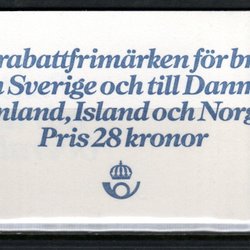 rabattfrimärken för br
Sverige och till Danm
nland, Island och Norg
Pris 28 kronor